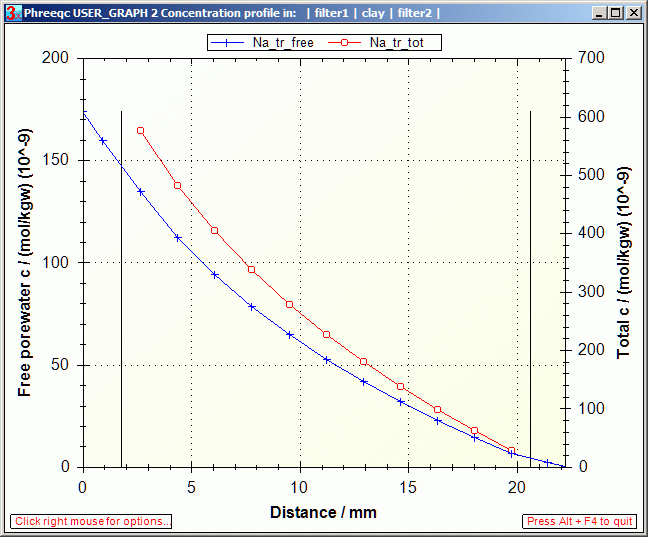 Phreeqc USER_GRAPH 2 Concentration profile in: | filter1 | clay | filter2 |
Na_tr_free Na_tr_tot
200
150
100
50
0
Free porewater c / (mol/kgw) (10^-9)
700
600
500
400
300
200
100
0
Total c / (mol/kgw) (10^-9)
0 5 10 15 20
Distance / mm
Click right mouse for options...
Press Alt + F4 to quit